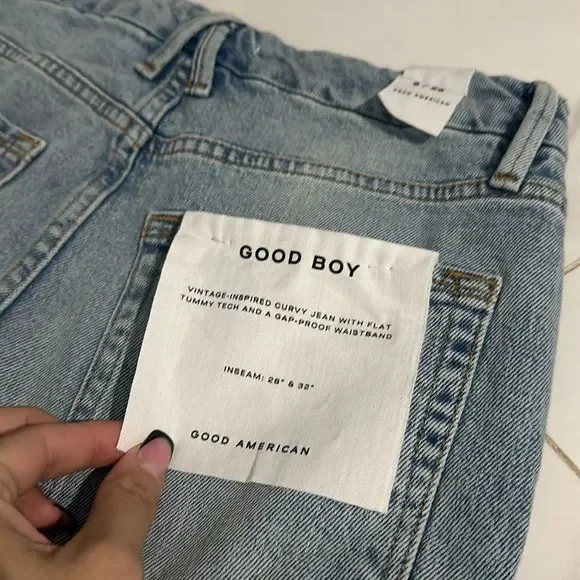 GOOD AMERICAN
GOOD BOY
VINTAGE-INSPIRED CURVY JEAN WITH FLAT
TUMMY TECH AND A GAP-PROOF WAISTBAND
INSEAM: 28" & 32"
GOOD AMERICAN